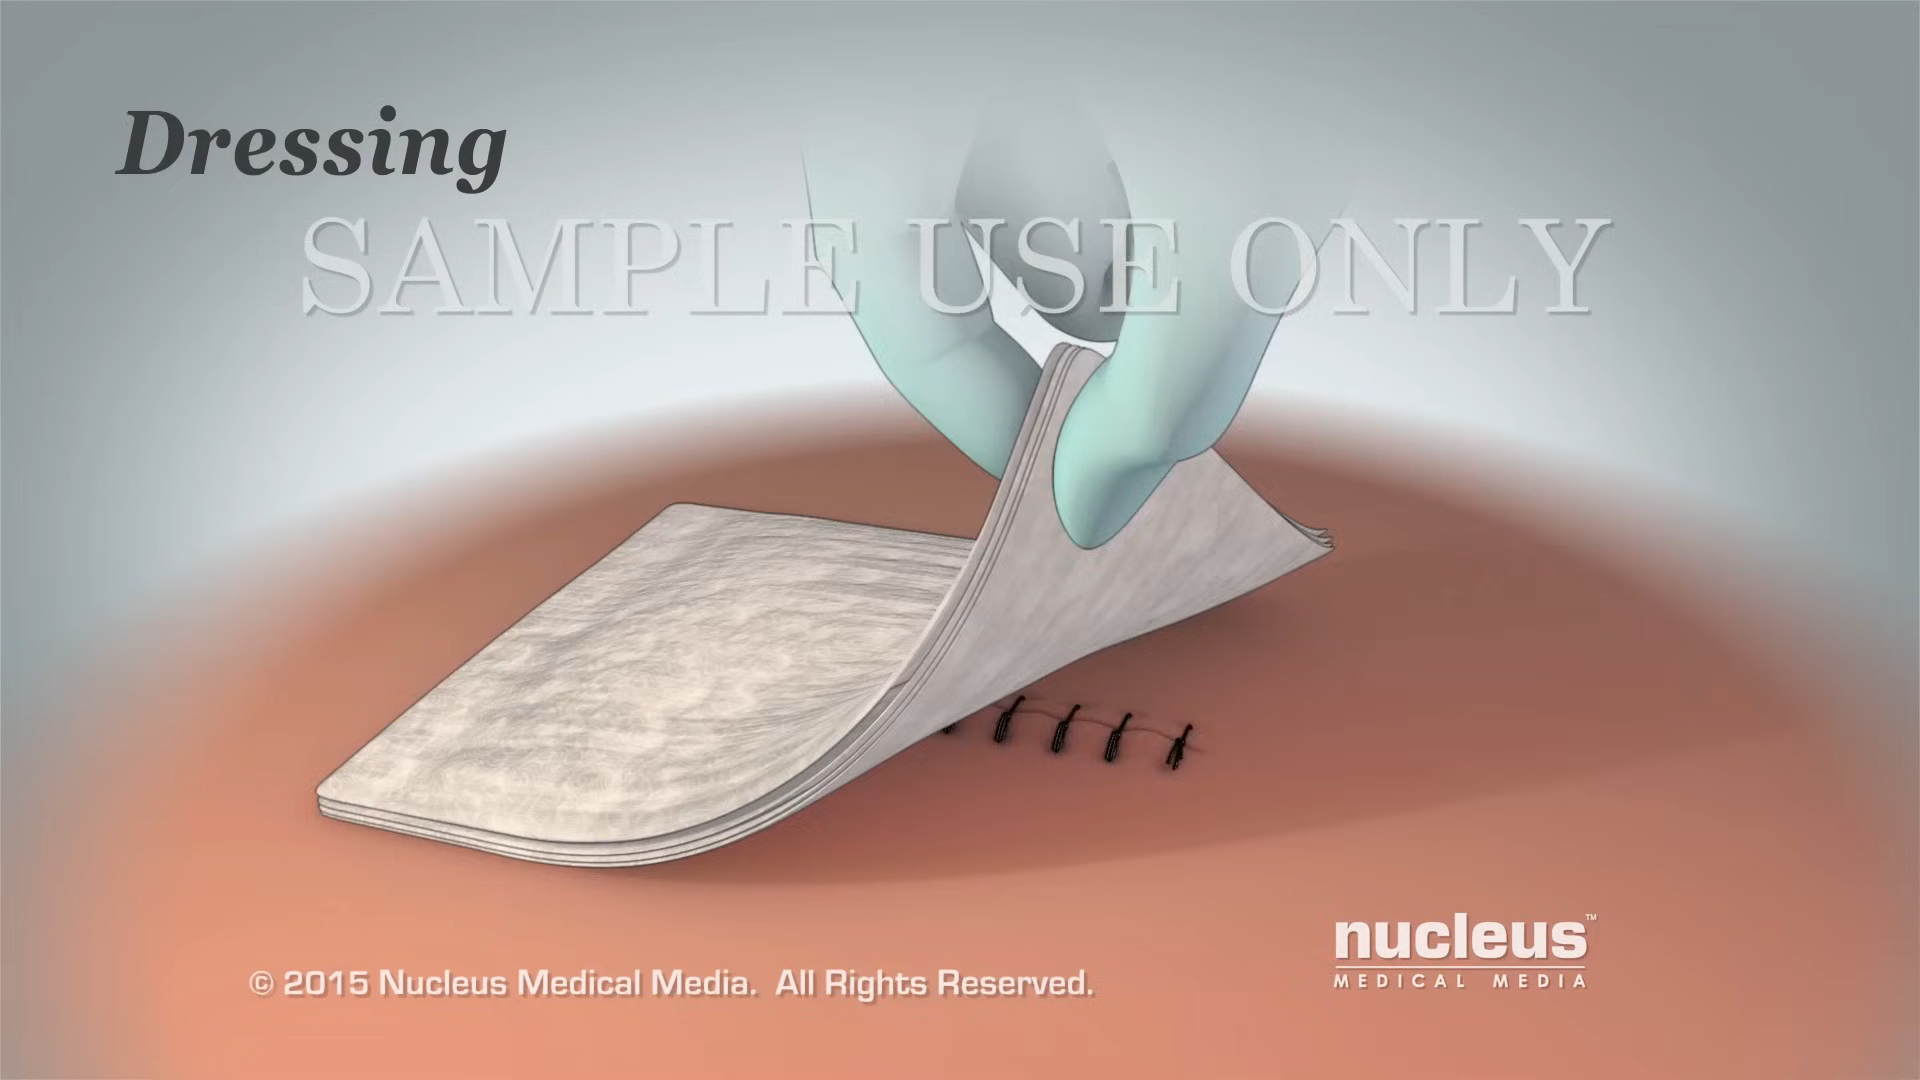 Dressing
SAMPLE USE ONLY
nucleus™
MEDICAL MEDIA
© 2015 Nucleus Medical Media. All Rights Reserved.